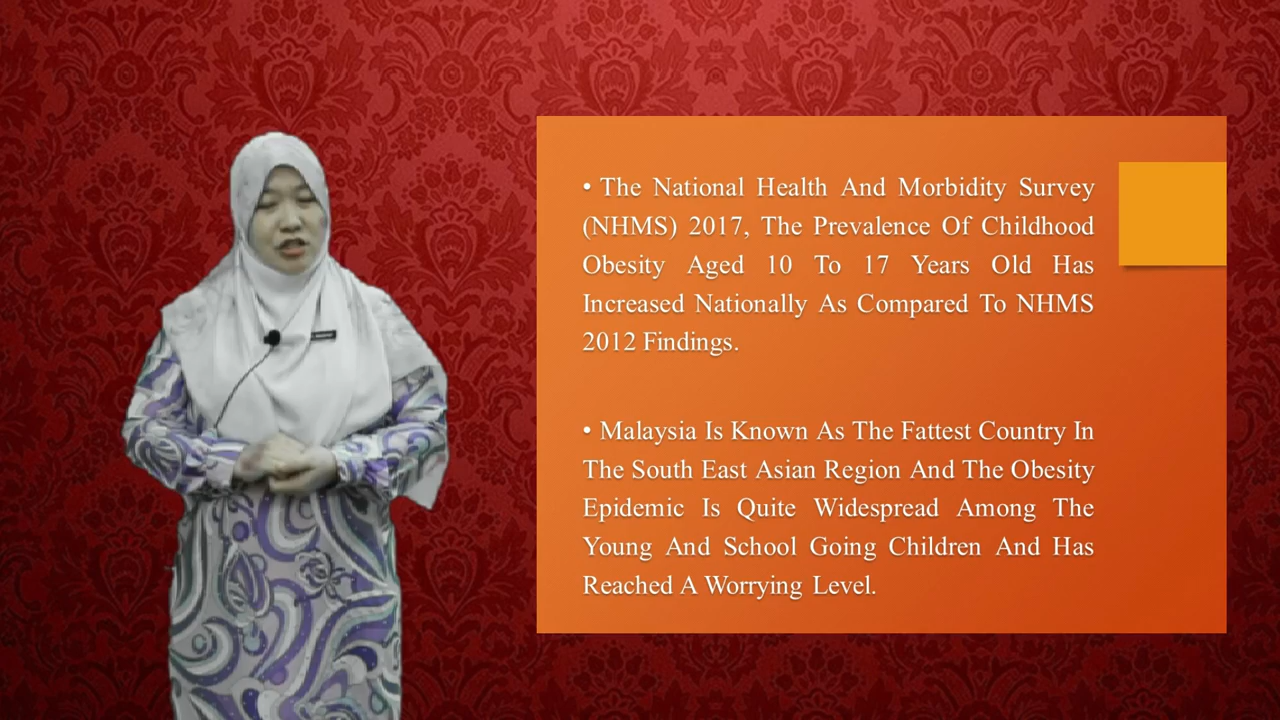 • The National Health And Morbidity Survey
(NHMS) 2017, The Prevalence Of Childhood
Obesity Aged 10 To 17 Years Old Has
Increased Nationally As Compared To NHMS
2012 Findings.
• Malaysia Is Known As The Fattest Country In
The South East Asian Region And The Obesity
Epidemic Is Quite Widespread Among The
Young And School Going Children And Has
Reached A Worrying Level.